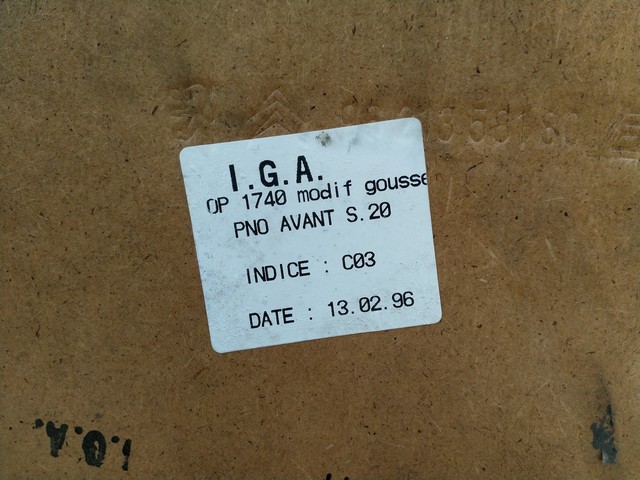 I.G.A.
OP 1740 modif gousse
PNO AVANT S.20
INDICE : C03
DATE : 13.02.96
I.G.A.